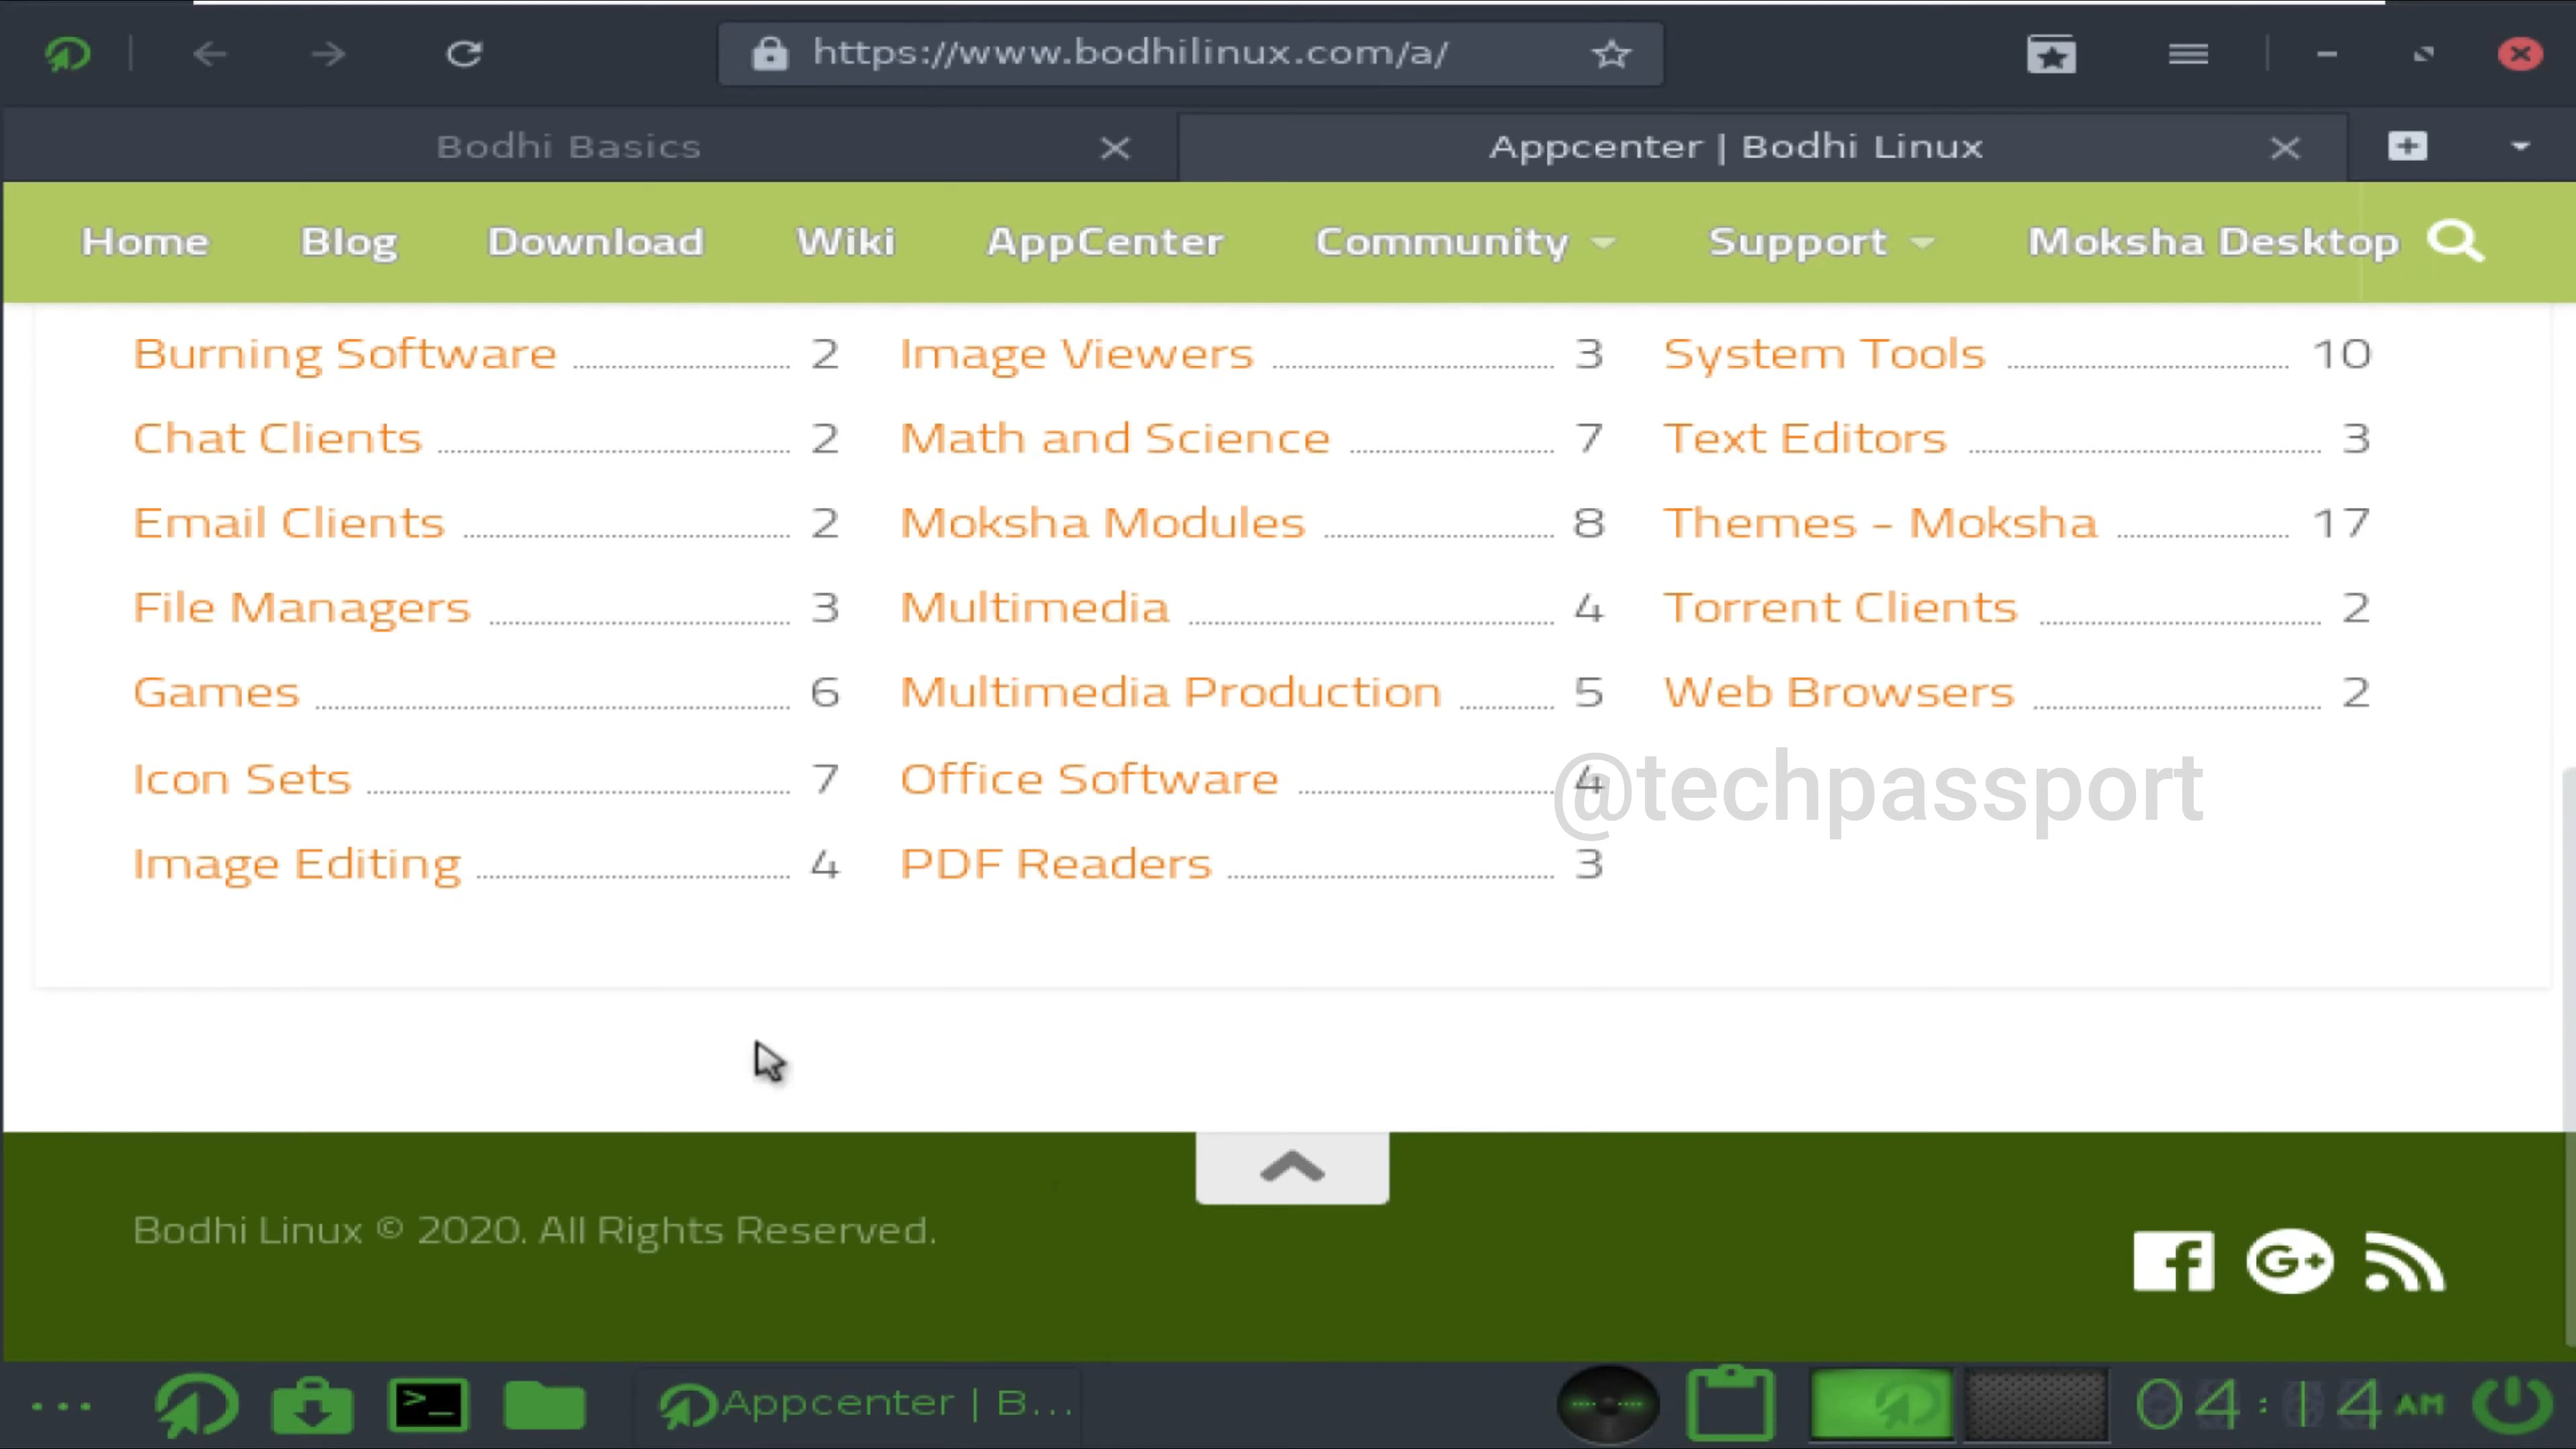 https://www.bodhilinux.com/a/
Bodhi Basics
Appcenter | Bodhi Linux
Home Blog Download Wiki AppCenter Community Support Moksha Desktop
Burning Software 2
Chat Clients 2
Email Clients 2
File Managers 3
Games 6
Icon Sets 7
Image Editing 4
Image Viewers 3
Math and Science 7
Moksha Modules 8
Multimedia 4
Multimedia Production 5
Office Software 4
PDF Readers 3
System Tools 10
Text Editors 3
Themes - Moksha 17
Torrent Clients 2
Web Browsers 2
@techpassport
Bodhi Linux © 2020. All Rights Reserved.
f G+
>_ Appcenter | B... 04:14 AM